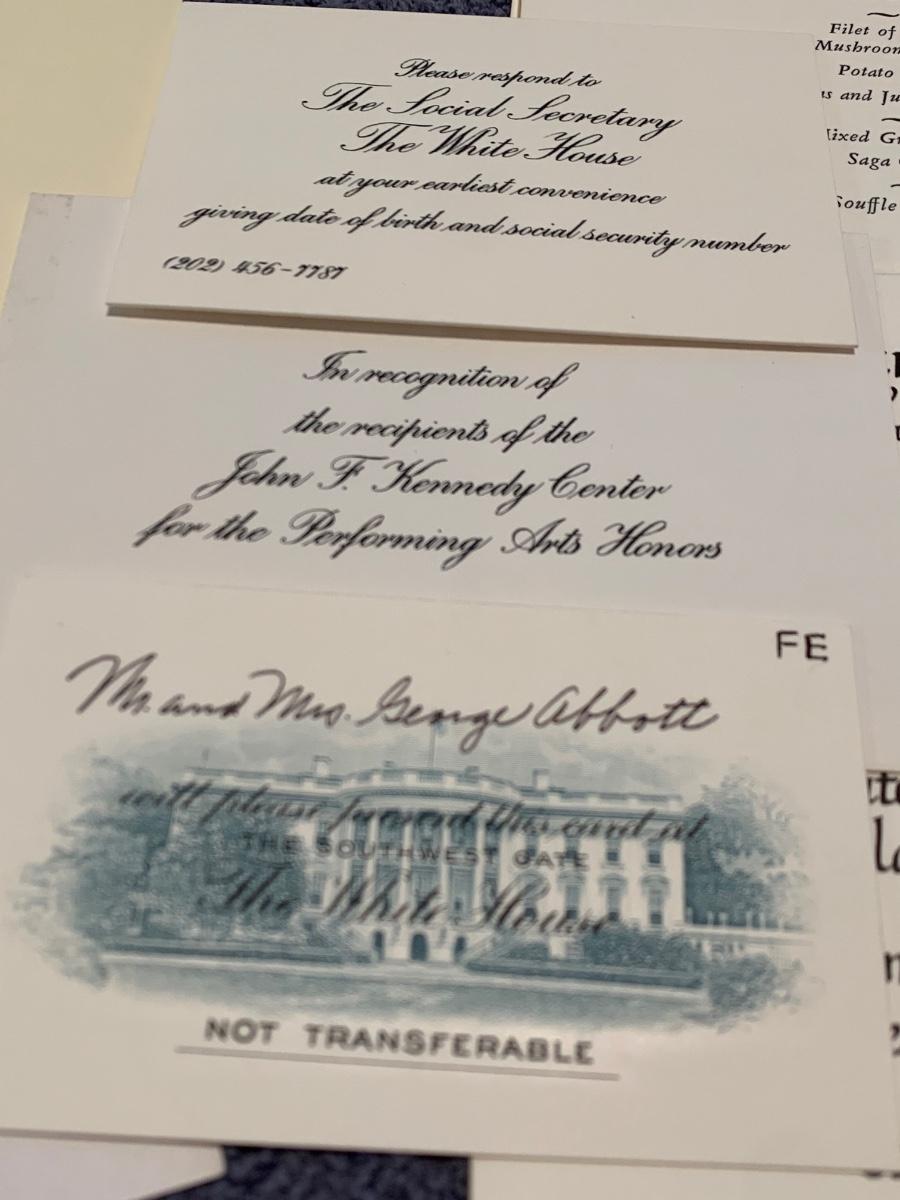 Please respond to
The Social Secretary
The White House
at your earliest convenience
giving date of birth and social security number
(202) 456-7787
In recognition of
the recipients of the
John F. Kennedy Center
for the Performing Arts Honors
FE
Mr. and Mrs. George Abbott
will please present this card at
THE SOUTHWEST GATE
The White House
NOT TRANSFERABLE
Filet of
Mushroom
Potato
and Ju
Mixed Gr
Saga
Souffle